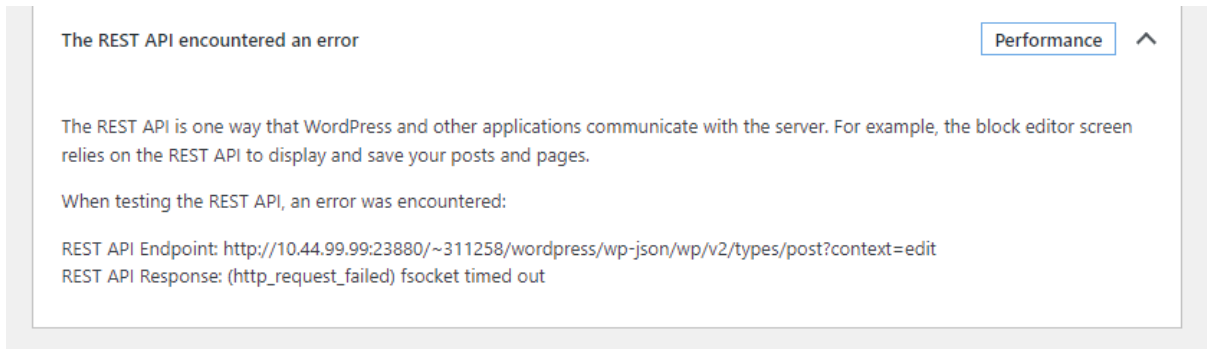 The REST API encountered an error
Performance
The REST API is one way that WordPress and other applications communicate with the server. For example, the block editor screen
relies on the REST API to display and save your posts and pages.
When testing the REST API, an error was encountered:
REST API Endpoint: http://10.44.99.99:23880/~311258/wordpress/wp-json/wp/v2/types/post?context=edit
REST API Response: (http_request_failed) fsocket timed out